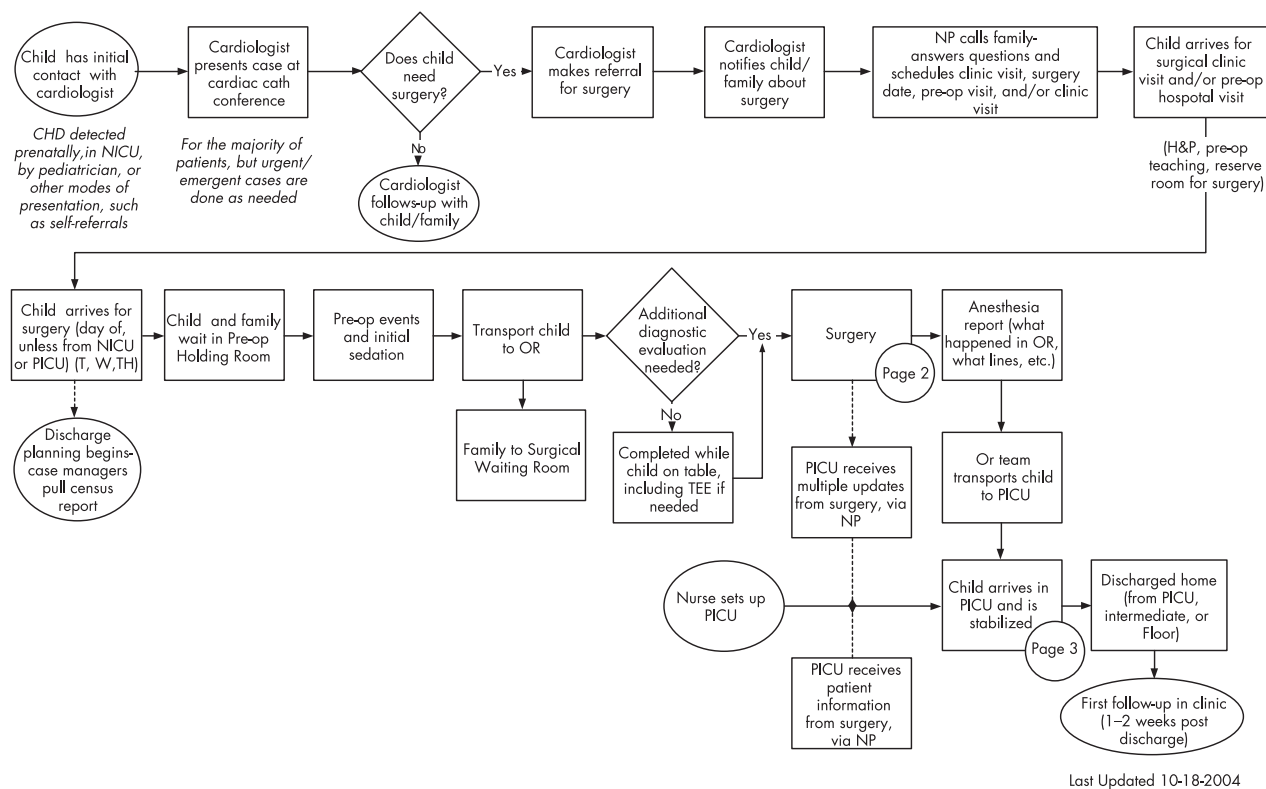 Child has initial
contact with
cardiologist
CHD detected
prenatally,in NICU,
by pediatrician, or
other modes of
presentation, such
as self-referrals
Cardiologist
presents case at
cardiac cath
conference
For the majority of
patients, but urgent/
emergent cases are
done as needed
Does child
need
surgery?
Yes
No
Cardiologist
follows-up with
child/family
Cardiologist
makes referral
for surgery
Cardiologist
notifies child/
family about
surgery
NP calls family-
answers questions and
schedules clinic visit, surgery
date, pre-op visit, and/or clinic
visit
Child arrives for
surgical clinic
visit and/or pre-op
hospotal visit
(H&P, pre-op
teaching, reserve
room for surgery)
Child arrives for
surgery (day of,
unless from NICU
or PICU) (T, W,TH)
Discharge
planning begins-
case managers
pull census
report
Child and family
wait in Pre-op
Holding Room
Pre-op events
and initial
sedation
Transport child
to OR
Family to Surgical
Waiting Room
Additional
diagnostic
evaluation
needed?
Yes
No
Completed while
child on table,
including TEE if
needed
Surgery
Page 2
PICU receives
multiple updates
from surgery, via
NP
Anesthesia
report (what
happened in OR,
what lines, etc.)
Or team
transports child
to PICU
Nurse sets up
PICU
PICU receives
patient
information
from surgery,
via NP
Child arrives in
PICU and is
stabilized
Page 3
Discharged home
(from PICU,
intermediate, or
Floor)
First follow-up in clinic
(1–2 weeks post
discharge)
Last Updated 10-18-2004